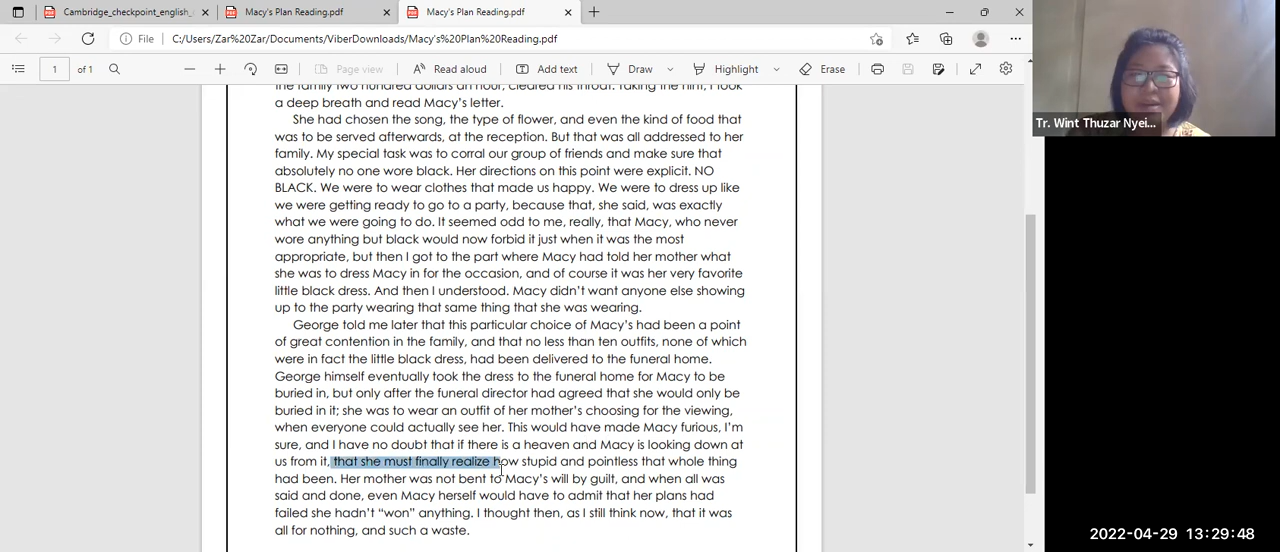 Cambridge_checkpoint_english_
Macy's Plan Reading.pdf
Macy's Plan Reading.pdf
File
C:/Users/Zar%20Zar/Documents/ViberDownloads/Macy's%20Plan%20Reading.pdf
1 of 1
Page view
Read aloud
Add text
Draw
Highlight
Erase
the family two hundred dollars an hour, cleared his throat. Taking the hint, I took
a deep breath and read Macy's letter.
She had chosen the song, the type of flower, and even the kind of food that
was to be served afterwards, at the reception. But that was all addressed to her
family. My special task was to corral our group of friends and make sure that
absolutely no one wore black. Her directions on this point were explicit. NO
BLACK. We were to wear clothes that made us happy. We were to dress up like
we were getting ready to go to a party, because that, she said, was exactly
what we were going to do. It seemed odd to me, really, that Macy, who never
wore anything but black would now forbid it just when it was the most
appropriate, but then I got to the part where Macy had told her mother what
she was to dress Macy in for the occasion, and of course it was her very favorite
little black dress. And then I understood. Macy didn't want anyone else showing
up to the party wearing that same thing that she was wearing.
George told me later that this particular choice of Macy's had been a point
of great contention in the family, and that no less than ten outfits, none of which
were in fact the little black dress, had been delivered to the funeral home.
George himself eventually took the dress to the funeral home for Macy to be
buried in, but only after the funeral director had agreed that she would only be
buried in it; she was to wear an outfit of her mother's choosing for the viewing,
when everyone could actually see her. This would have made Macy furious, I'm
sure, and I have no doubt that if there is a heaven and Macy is looking down at
us from it, that she must finally realize how stupid and pointless that whole thing
had been. Her mother was not bent to Macy's will by guilt, and when all was
said and done, even Macy herself would have to admit that her plans had
failed she hadn't "won" anything. I thought then, as I still think now, that it was
all for nothing, and such a waste.
Tr. Wint Thuzar Nyei...
2022-04-29 13:29:48